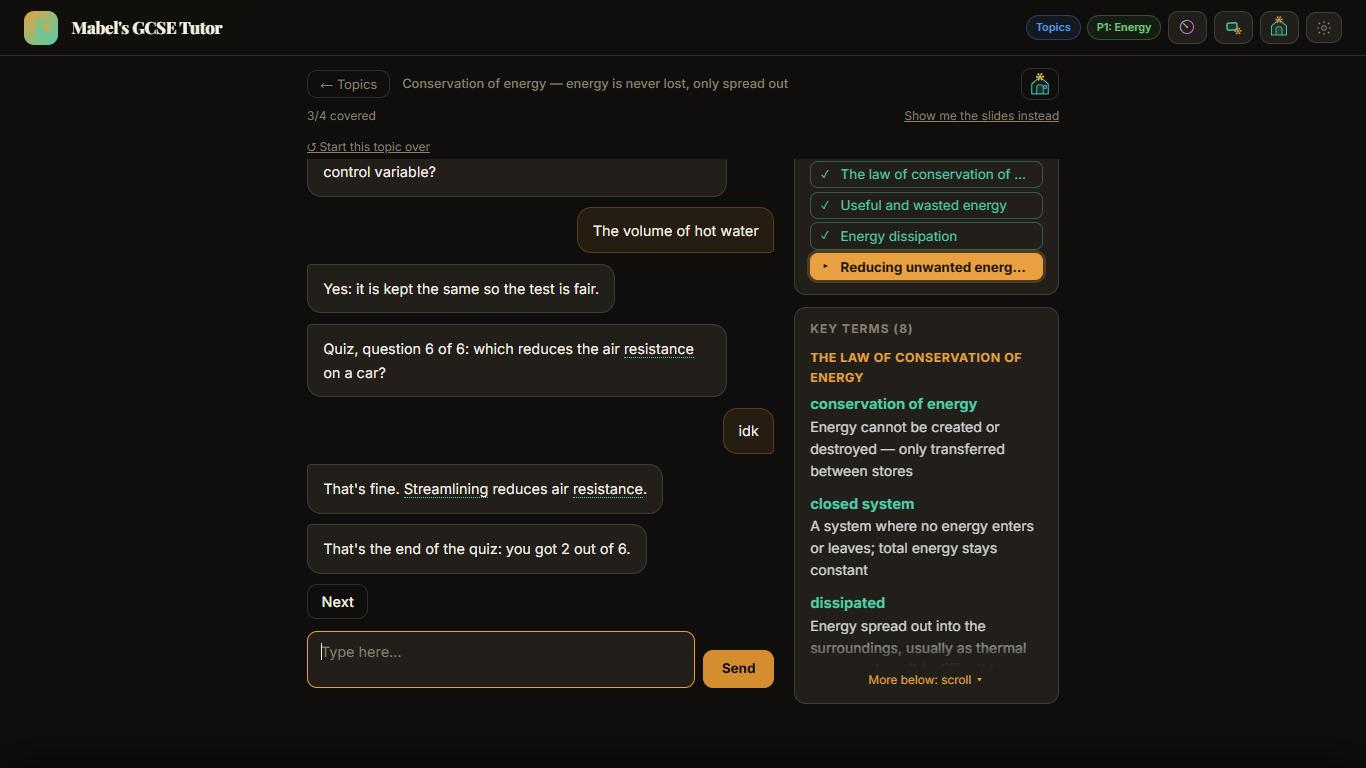 Mabel's GCSE Tutor
Topics
P1: Energy
← Topics
Conservation of energy — energy is never lost, only spread out
3/4 covered
Show me the slides instead
↺ Start this topic over
control variable?
The volume of hot water
Yes: it is kept the same so the test is fair.
Quiz, question 6 of 6: which reduces the air resistance
on a car?
idk
That's fine. Streamlining reduces air resistance.
That's the end of the quiz: you got 2 out of 6.
Next
Type here...
Send
✓ The law of conservation of ...
✓ Useful and wasted energy
✓ Energy dissipation
▸ Reducing unwanted energ...
KEY TERMS (8)
THE LAW OF CONSERVATION OF
ENERGY
conservation of energy
Energy cannot be created or
destroyed — only transferred
between stores
closed system
A system where no energy enters
or leaves; total energy stays
constant
dissipated
Energy spread out into the
surroundings, usually as thermal
More below: scroll ▾